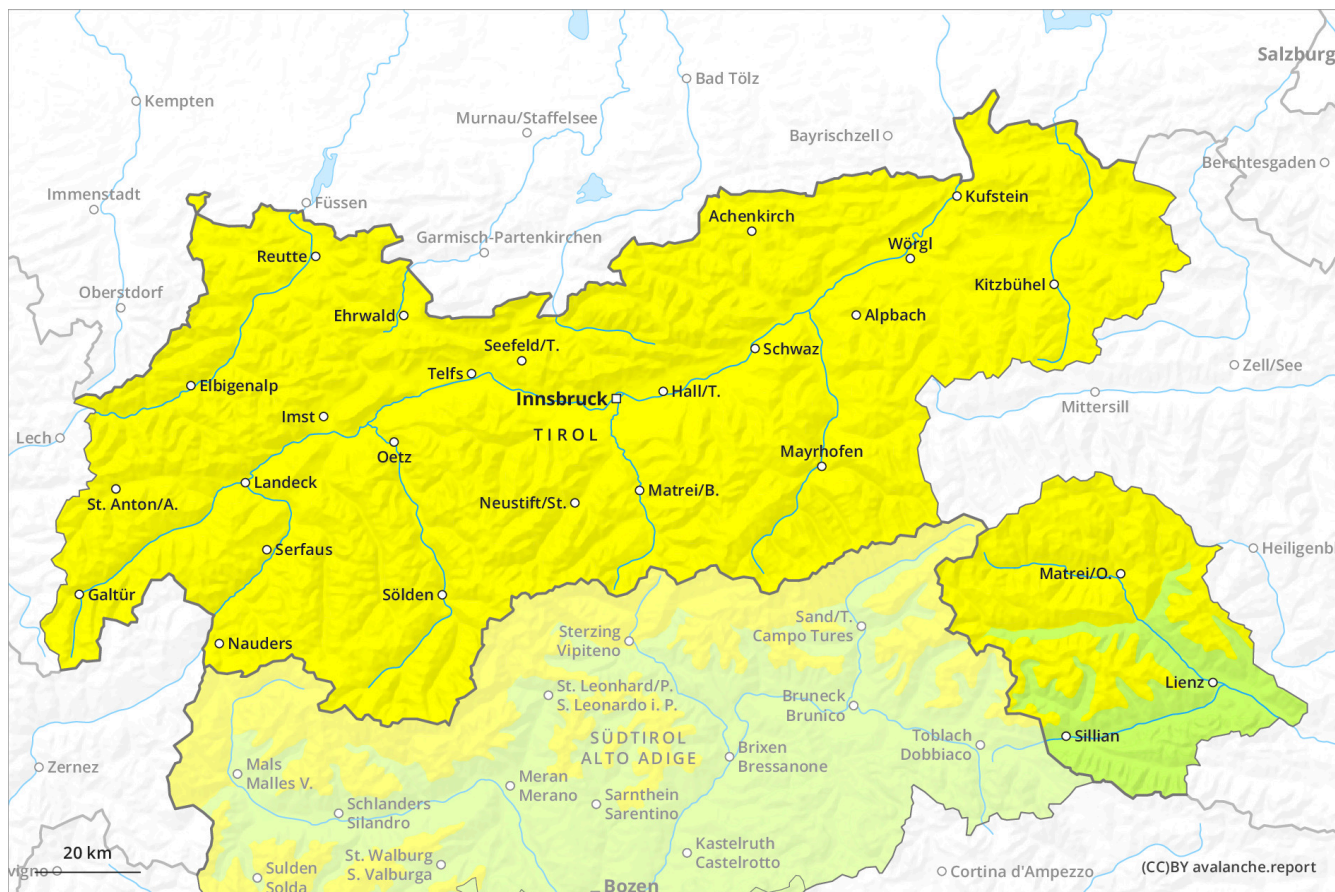 Salzburg
Bad Tölz
Kempten
Murnau/Staffelsee
Bayrischzell
Berchtesgaden
Immenstadt
Füssen
Kufstein
Achenkirch
Garmisch-Partenkirchen
Wörgl
Reutte
Oberstdorf
Kitzbühel
Ehrwald
Alpbach
Seefeld/T.
Schwaz
Zell/See
Telfs
Elbigenalp
Hall/T.
Innsbruck
Mittersill
Imst
TIROL
Lech
Oetz
Mayrhofen
Landeck
St. Anton/A.
Neustift/St.
Matrei/B.
Serfaus
Heiligenb
Matrei/O.
Galtür
Sölden
Sand/T.
Campo Tures
Sterzing
Vipiteno
Nauders
Lienz
St. Leonhard/P.
S. Leonardo i. P.
Bruneck
Brunico
SÜDTIROL
ALTO ADIGE
Toblach
Dobbiaco
Sillian
Brixen
Bressanone
Zernez
Mals
Malles V.
Meran
Merano
Schlanders
Silandro
Sarnthein
Sarentino
Kastelruth
Castelrotto
20 km
St. Walburg
S. Valburga
vigno
Sulden
Solda
Cortina d'Ampezzo
(CC)BY avalanche.report
Bozen